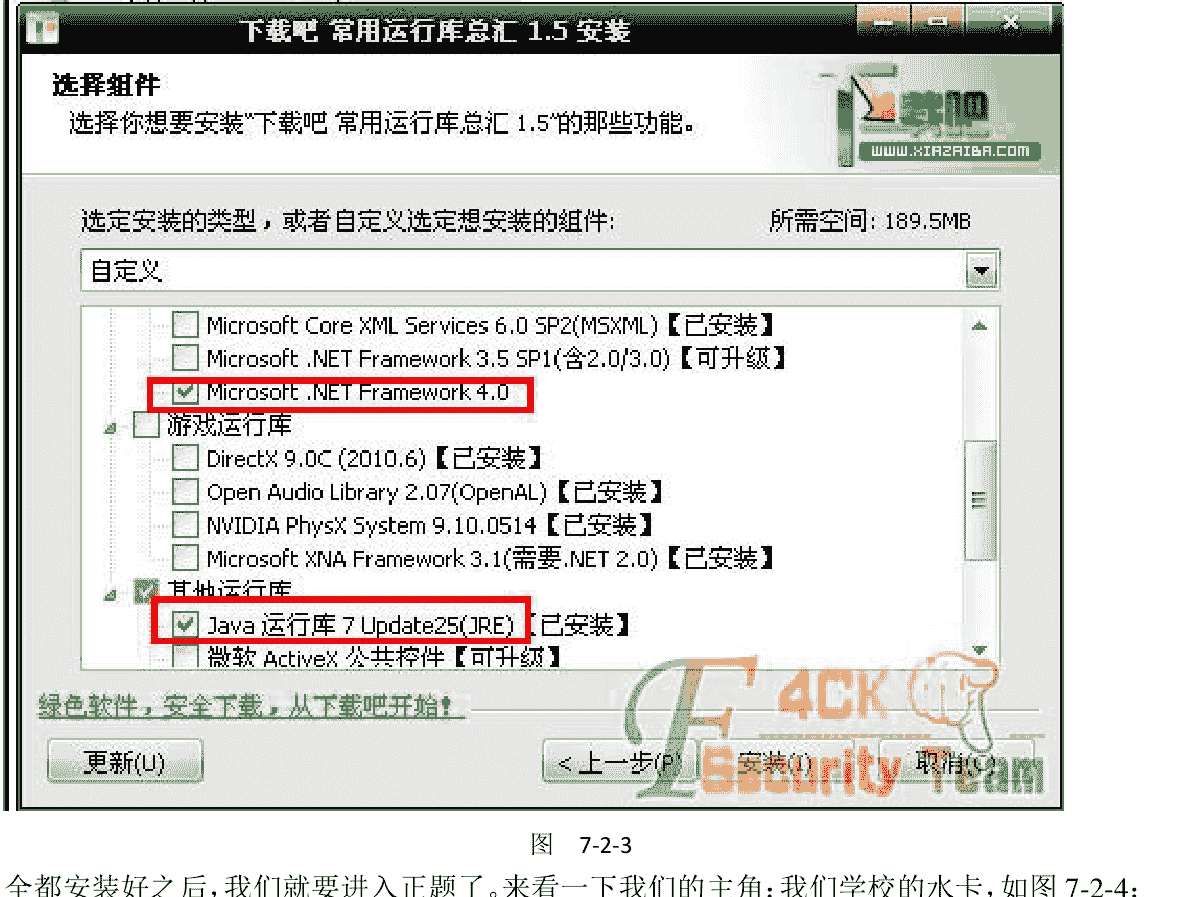 下载吧 常用运行库总汇 1.5 安装
选择组件
选择你想要安装"下载吧 常用运行库总汇 1.5"的那些功能。
WWW.XIAZAIBA.COM
选定安装的类型，或者自定义选定想安装的组件:
所需空间: 189.5MB
自定义
Microsoft Core XML Services 6.0 SP2(MSXML)【已安装】
Microsoft .NET Framework 3.5 SP1(含2.0/3.0)【可升级】
Microsoft .NET Framework 4.0
游戏运行库
DirectX 9.0C (2010.6)【已安装】
Open Audio Library 2.07(OpenAL)【已安装】
NVIDIA PhysX System 9.10.0514【已安装】
Microsoft XNA Framework 3.1(需要.NET 2.0)【已安装】
其他运行库
Java 运行库 7 Update25(JRE)【已安装】
微软 ActiveX 公共控件【可升级】
绿色软件，安全下载，从下载吧开始!
F4CK
Security Team
更新(U)
< 上一步(P)
安装(I)
取消(C)
图 7-2-3
全都安装好之后，我们就要进入正题了。来看一下我们的主角：我们学校的水卡，如图 7-2-4：